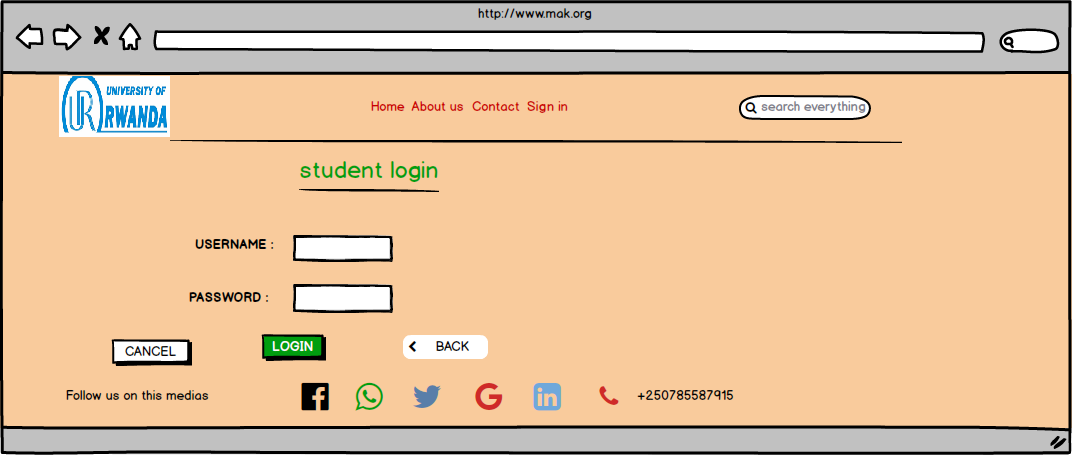 http://www.mak.org
UNIVERSITY OF
RWANDA
Home About us Contact Sign in
search everything
student login
USERNAME :
PASSWORD :
CANCEL
LOGIN
BACK
Follow us on this medias
+250785587915